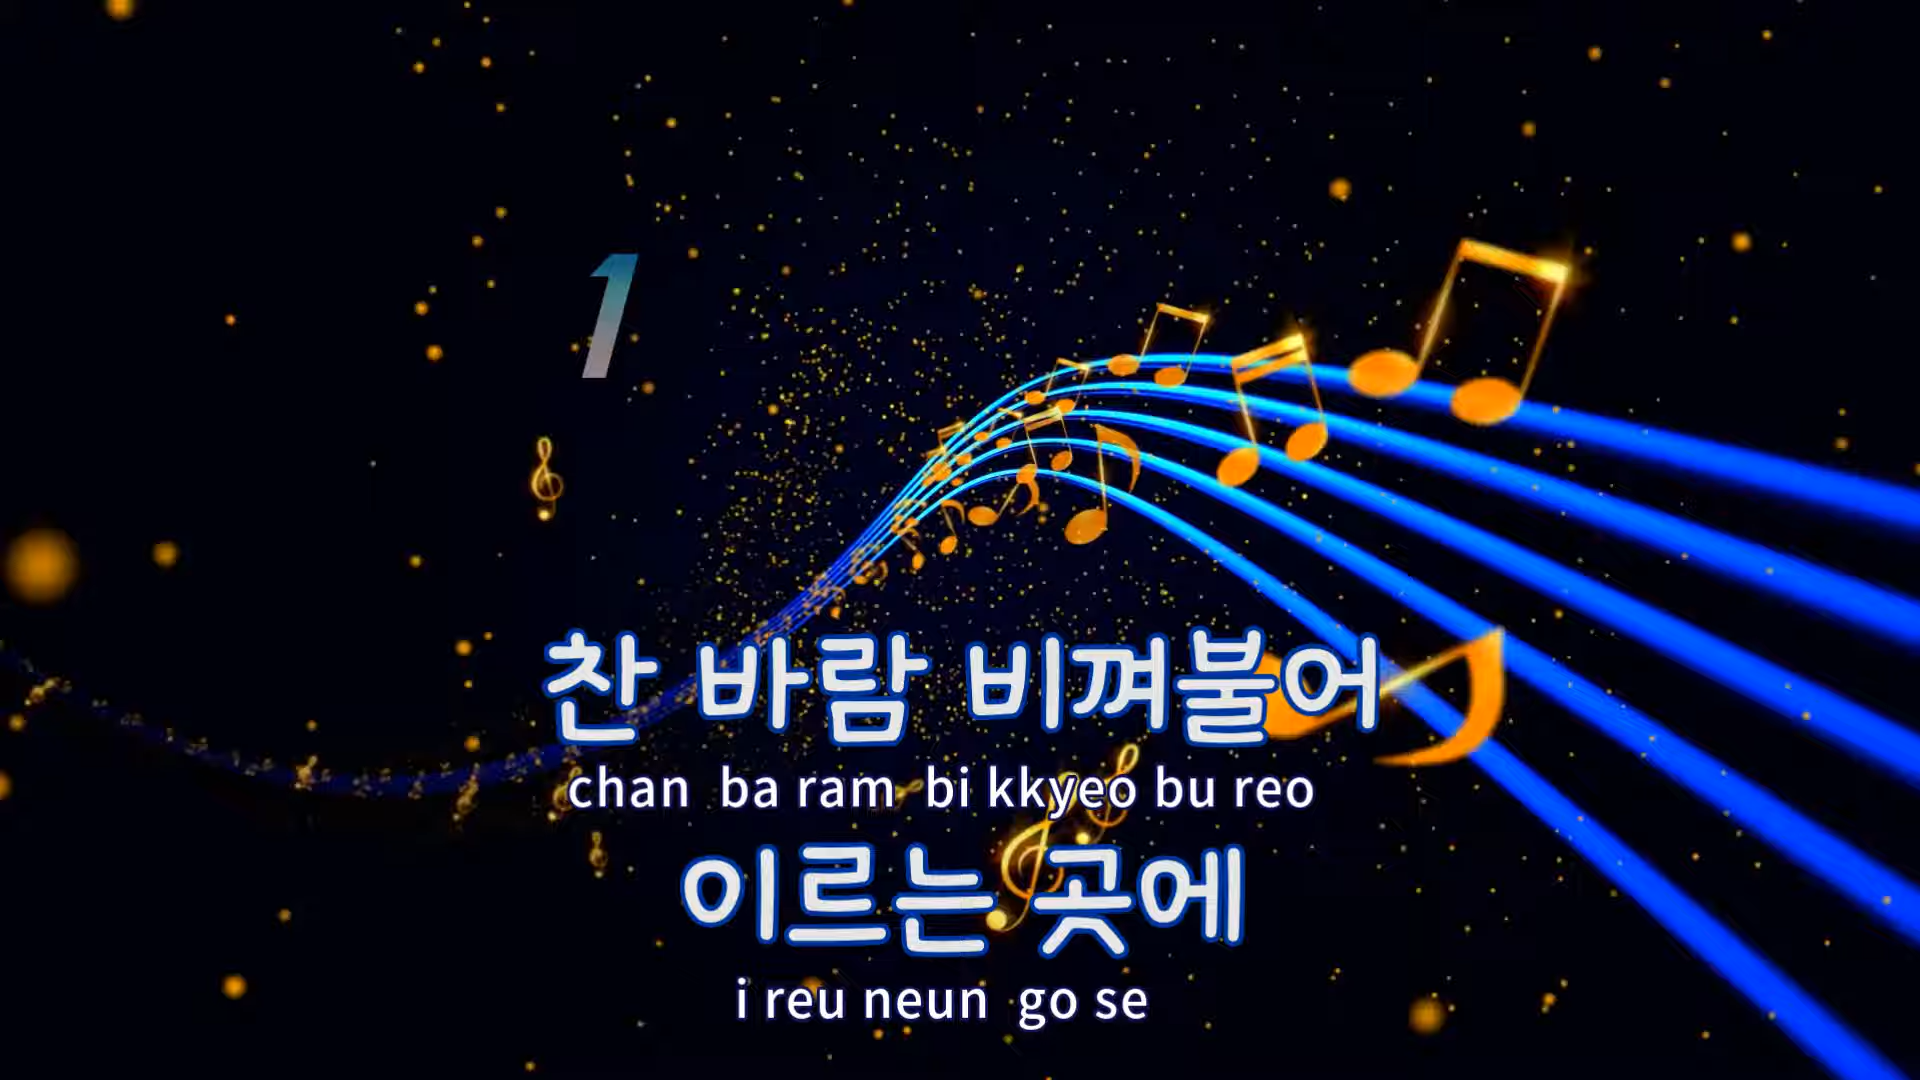 1
찬 바람 비껴불어
chan ba ram bi kkyeo bu reo
이르는 곳에
i reu neun go se